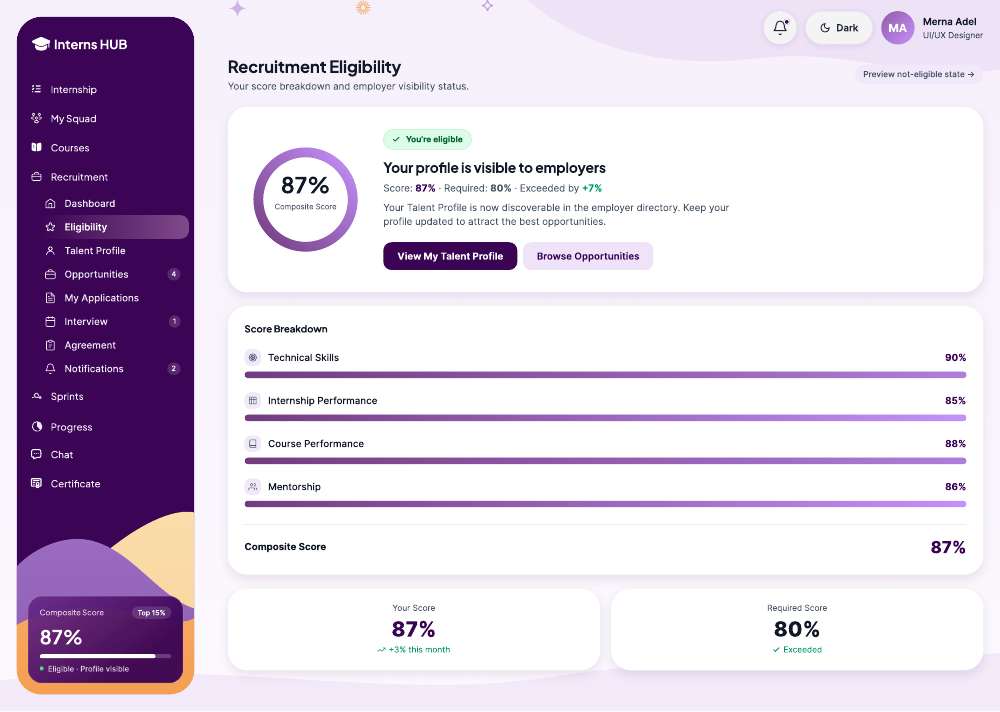 Interns HUB
Internship
My Squad
Courses
Recruitment
Dashboard
Eligibility
Talent Profile
Opportunities 4
My Applications
Interview 1
Agreement
Notifications 2
Sprints
Progress
Chat
Certificate
Composite Score Top 15%
87%
Eligible · Profile visible
Dark
MA
Merna Adel
UI/UX Designer
Recruitment Eligibility
Your score breakdown and employer visibility status.
Preview not-eligible state →
87%
Composite Score
✓ You're eligible
Your profile is visible to employers
Score: 87% · Required: 80% · Exceeded by +7%
Your Talent Profile is now discoverable in the employer directory. Keep your
profile updated to attract the best opportunities.
View My Talent Profile Browse Opportunities
Score Breakdown
Technical Skills 90%
Internship Performance 85%
Course Performance 88%
Mentorship 86%
Composite Score 87%
Your Score
87%
+3% this month
Required Score
80%
✓ Exceeded